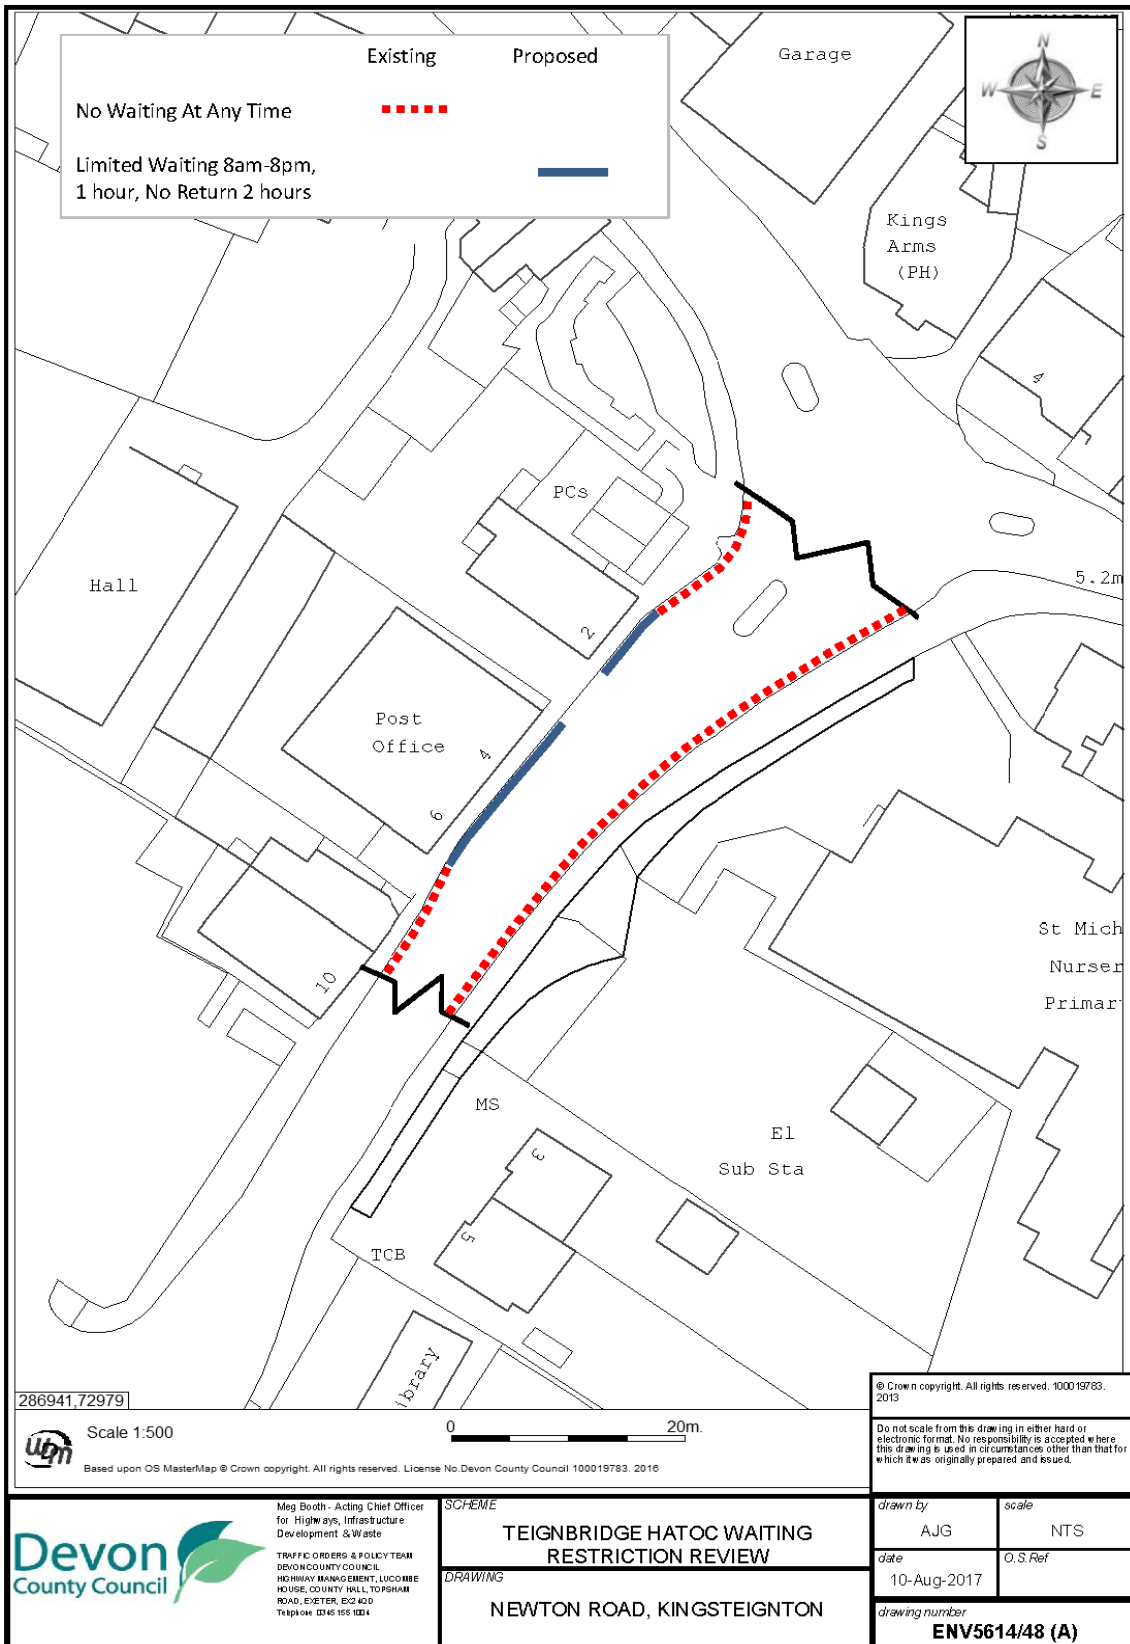 Existing Proposed
No Waiting At Any Time
Limited Waiting 8am-8pm,
1 hour, No Return 2 hours
Garage
N
W E
S
Kings
Arms
(PH)
4
PCs
Hall
5.2m
2
Post
Office
4
6
10
St Mich
Nurser
Primar
MS
El
Sub Sta
3
5
TCB
ibrary
286941,72979
Scale 1:500
0 20m.
Based upon OS MasterMap © Crown copyright. All rights reserved. License No.Devon County Council 100019783. 2016
© Crown copyright. All rights reserved. 100019783.
2013
Do not scale from this drawing in either hard or
electronic format. No responsibility is accepted where
this drawing is used in circumstances other than that for
which it was originally prepared and issued.
Devon
County Council
Meg Booth - Acting Chief Officer
for Highways, Infrastructure
Development & Waste
TRAFFIC ORDERS & POLICY TEAM
DEVON COUNTY COUNCIL
HIGHWAY MANAGEMENT, LUCOMBE
HOUSE, COUNTY HALL, TOPSHAM
ROAD, EXETER, EX2 4QD
Telephone 0345 155 1004
SCHEME
TEIGNBRIDGE HATOC WAITING
RESTRICTION REVIEW
DRAWING
NEWTON ROAD, KINGSTEIGNTON
drawn by scale
AJG NTS
date O.S.Ref
10-Aug-2017
drawing number
ENV5614/48 (A)